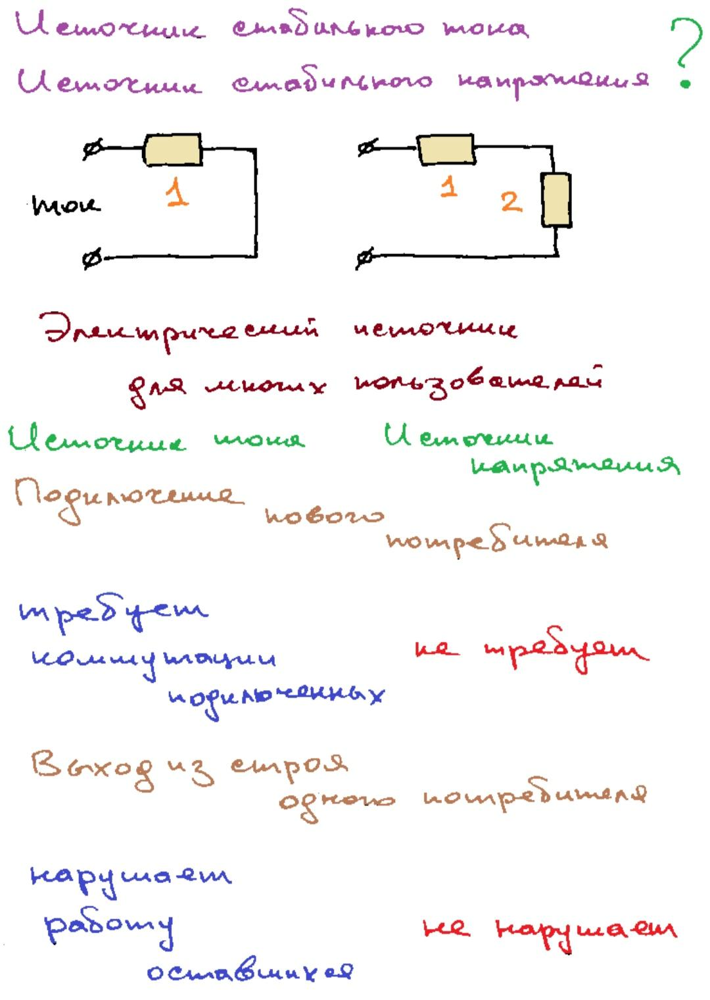 Источник стабильного тока
?
Источник стабильного напряжения
1
1
2
ток
Электрический источник
для многих пользователей
Источник тока
Источник
напряжения
Подключение
нового
потребителя
требует
коммутации
подключенных
не требует
Выход из строя
одного потребителя
нарушает
работу
оставшихся
не нарушает